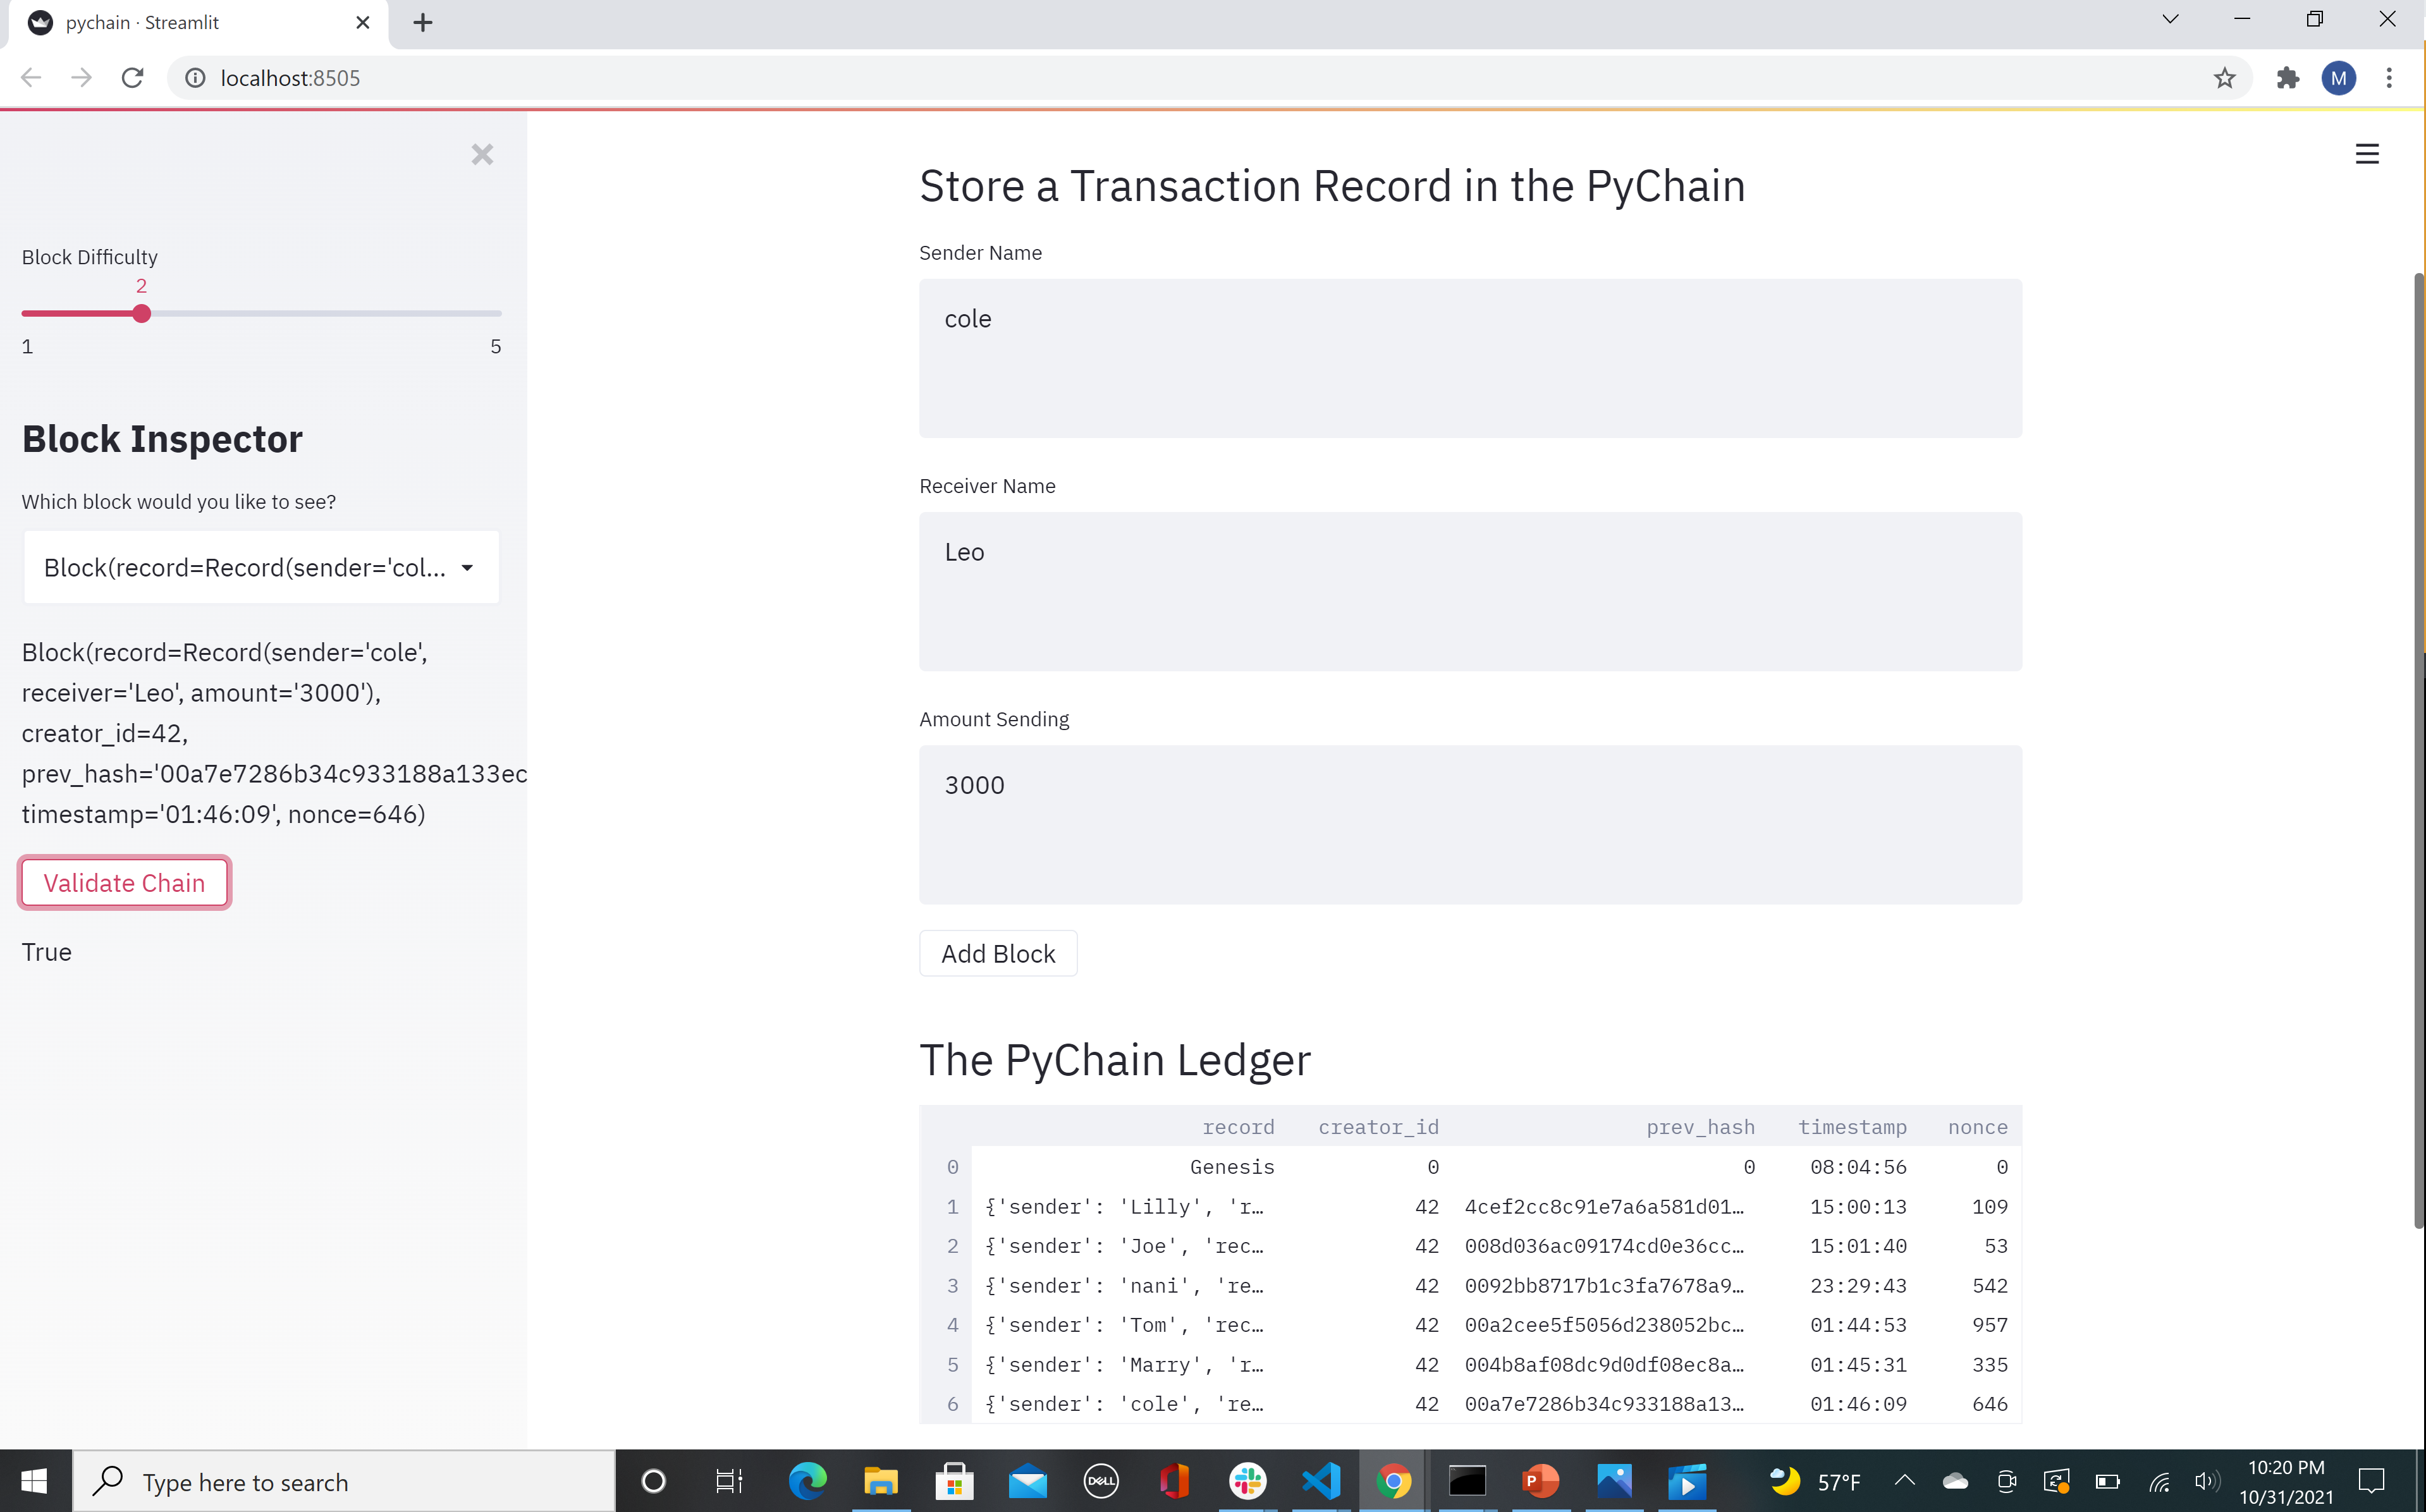 pychain · Streamlit
localhost:8505
M
Block Difficulty
2
1 5
Block Inspector
Which block would you like to see?
Block(record=Record(sender='col...
Block(record=Record(sender='cole',
receiver='Leo', amount='3000'),
creator_id=42,
prev_hash='00a7e7286b34c933188a133ec
timestamp='01:46:09', nonce=646)
Validate Chain
True
Store a Transaction Record in the PyChain
Sender Name
cole
Receiver Name
Leo
Amount Sending
3000
Add Block
The PyChain Ledger
record creator_id prev_hash timestamp nonce
0 Genesis 0 0 08:04:56 0
1 {'sender': 'Lilly', 'r… 42 4cef2cc8c91e7a6a581d01… 15:00:13 109
2 {'sender': 'Joe', 'rec… 42 008d036ac09174cd0e36cc… 15:01:40 53
3 {'sender': 'nani', 're… 42 0092bb8717b1c3fa7678a9… 23:29:43 542
4 {'sender': 'Tom', 'rec… 42 00a2cee5f5056d238052bc… 01:44:53 957
5 {'sender': 'Marry', 'r… 42 004b8af08dc9d0df08ec8a… 01:45:31 335
6 {'sender': 'cole', 're… 42 00a7e7286b34c933188a13… 01:46:09 646
Type here to search
DELL
P
57°F
10:20 PM
10/31/2021